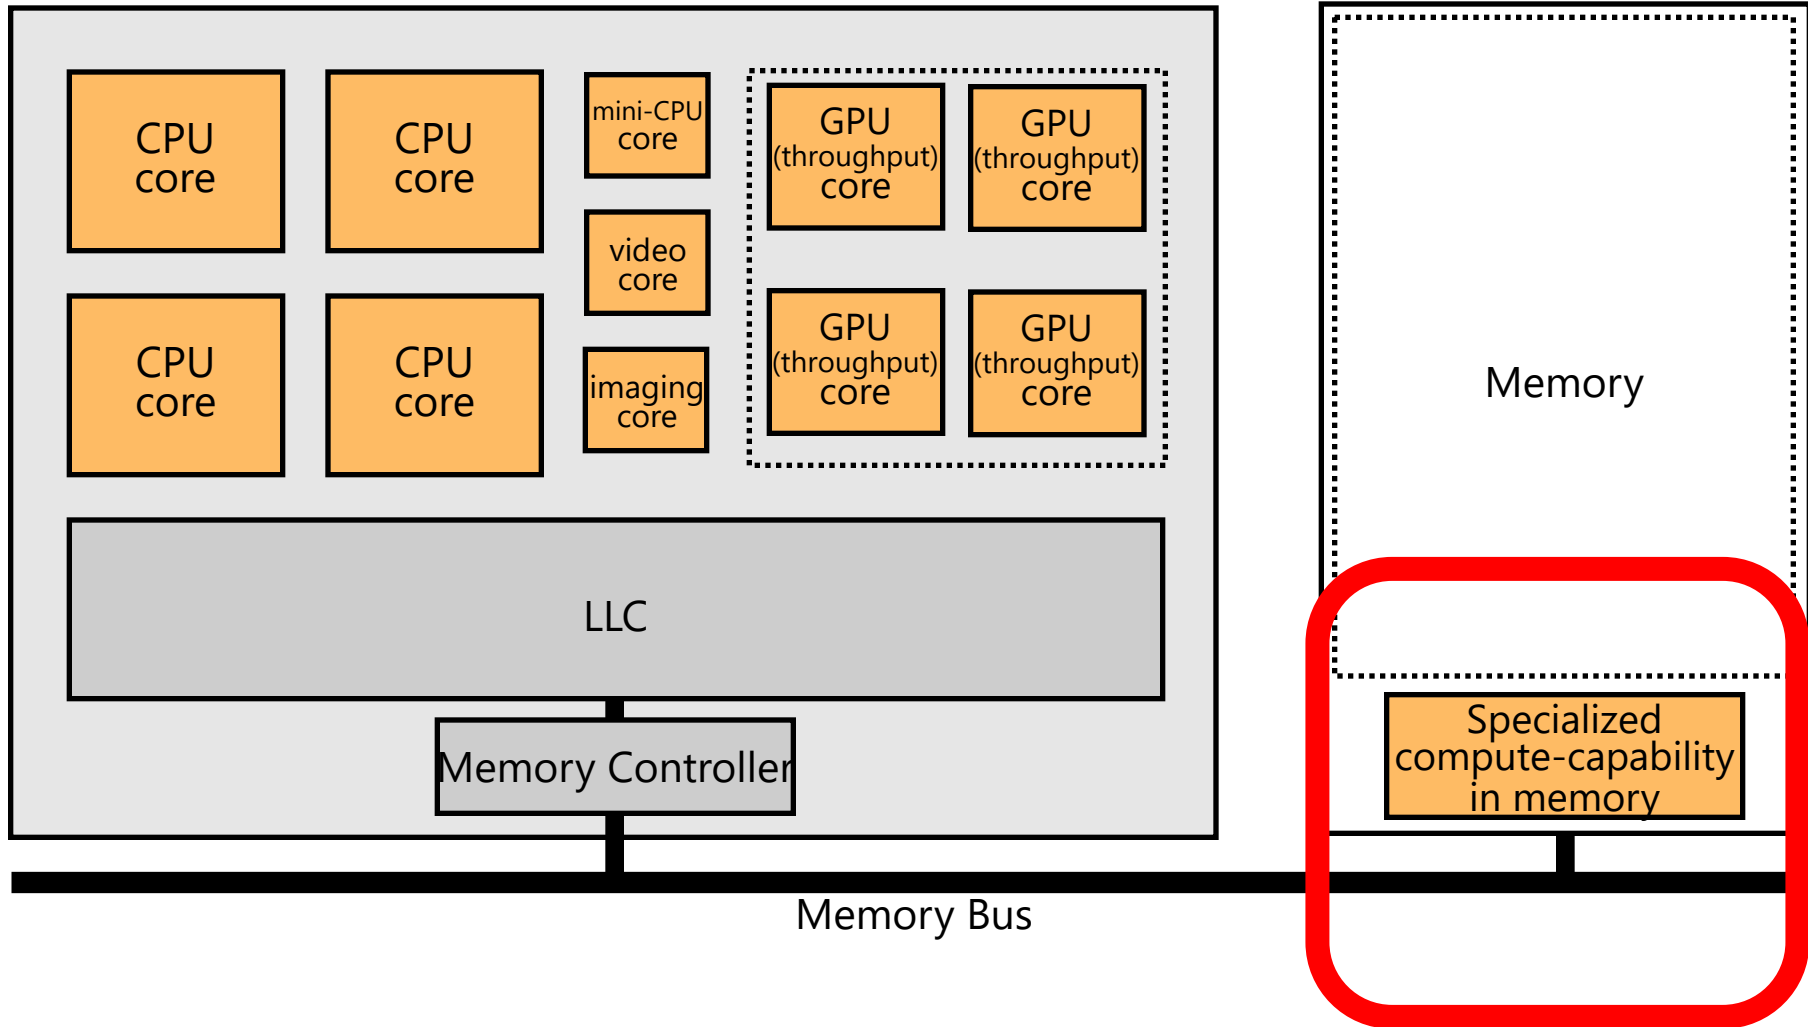 CPU
core
CPU
core
mini-CPU
core
video
core
imaging
core
GPU
(throughput)
core
GPU
(throughput)
core
CPU
core
CPU
core
GPU
(throughput)
core
GPU
(throughput)
core
LLC
Memory Controller
Memory Bus
Memory
Specialized
compute-capability
in memory